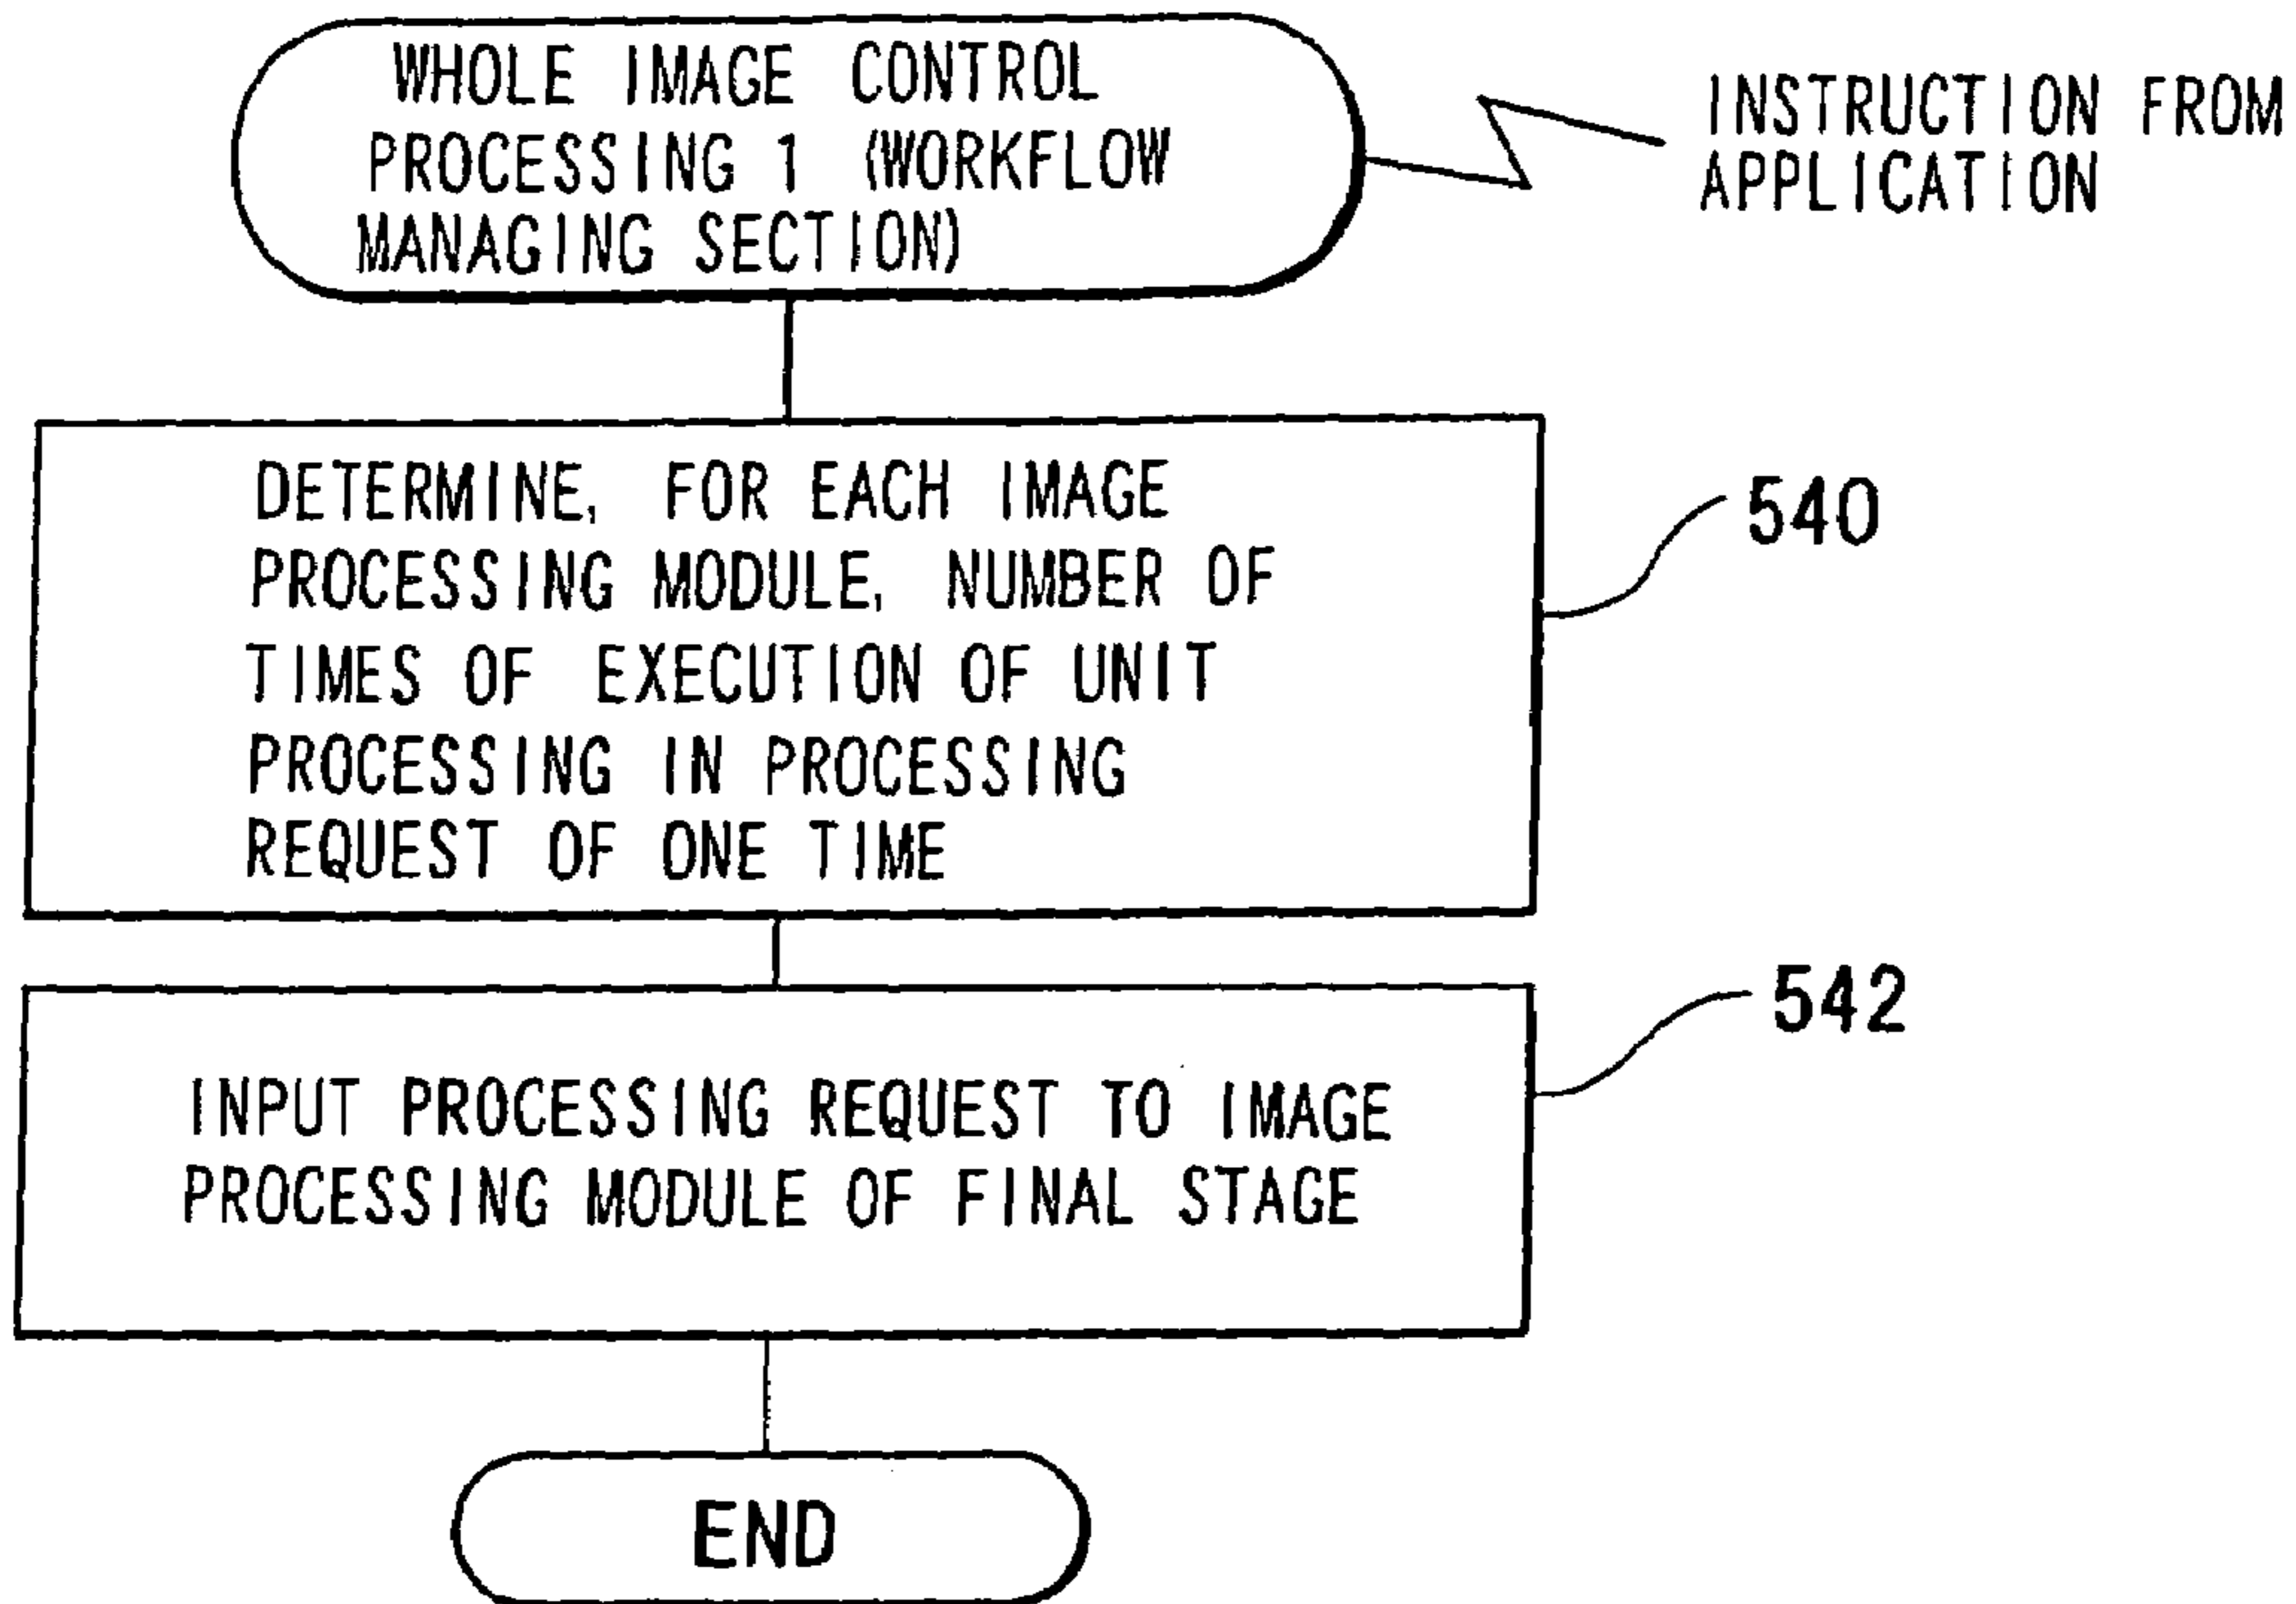 WHOLE IMAGE CONTROL
PROCESSING 1 (WORKFLOW
MANAGING SECTION)
INSTRUCTION FROM
APPLICATION
DETERMINE, FOR EACH IMAGE
PROCESSING MODULE, NUMBER OF
TIMES OF EXECUTION OF UNIT
PROCESSING IN PROCESSING
REQUEST OF ONE TIME
540
INPUT PROCESSING REQUEST TO IMAGE
PROCESSING MODULE OF FINAL STAGE
542
END